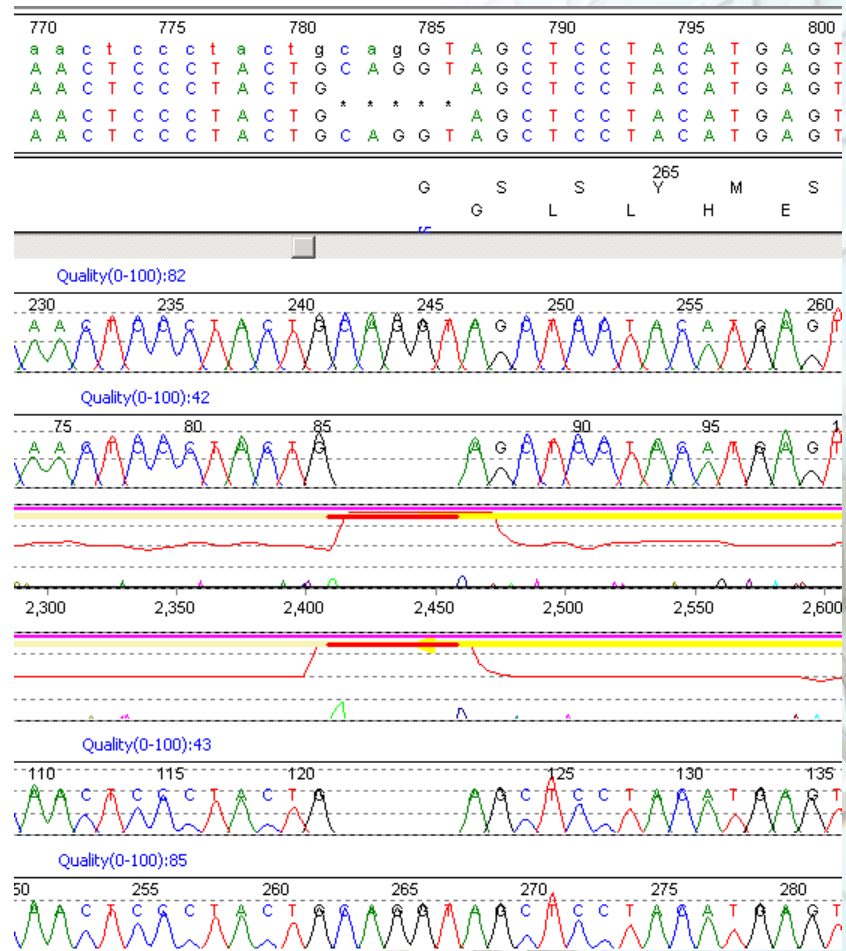 770 775 780 785 790 795 800
a a c t c c c t a c t g c a g G T A G C T C C T A C A T G A G T
A A C T C C C T A C T G C A G G T A G C T C C T A C A T G A G T
A A C T C C C T A C T G A G C T C C T A C A T G A G T
* * * * *
A A C T C C C T A C T G A G C T C C T A C A T G A G T
A A C T C C C T A C T G C A G G T A G C T C C T A C A T G A G T
265
G S S Y M S
G L L H E
Quality(0-100):82
230 235 240 245 250 255 260
A A C T C C C T A C T G C A G G T A G C T C C T A C A T G A G T
Quality(0-100):42
75 80 85 90 95 1
A A C T C C C T A C T G A G C T C C T A C A T G A G T
2,300 2,350 2,400 2,450 2,500 2,550 2,600
Quality(0-100):43
110 115 120 125 130 135
A A C T C C C T A C T G A G C T C C T A C A T G A G T
Quality(0-100):85
50 255 260 265 270 275 280
A A C T C C C T A C T G C A G G T A G C T C C T A C A T G A G T